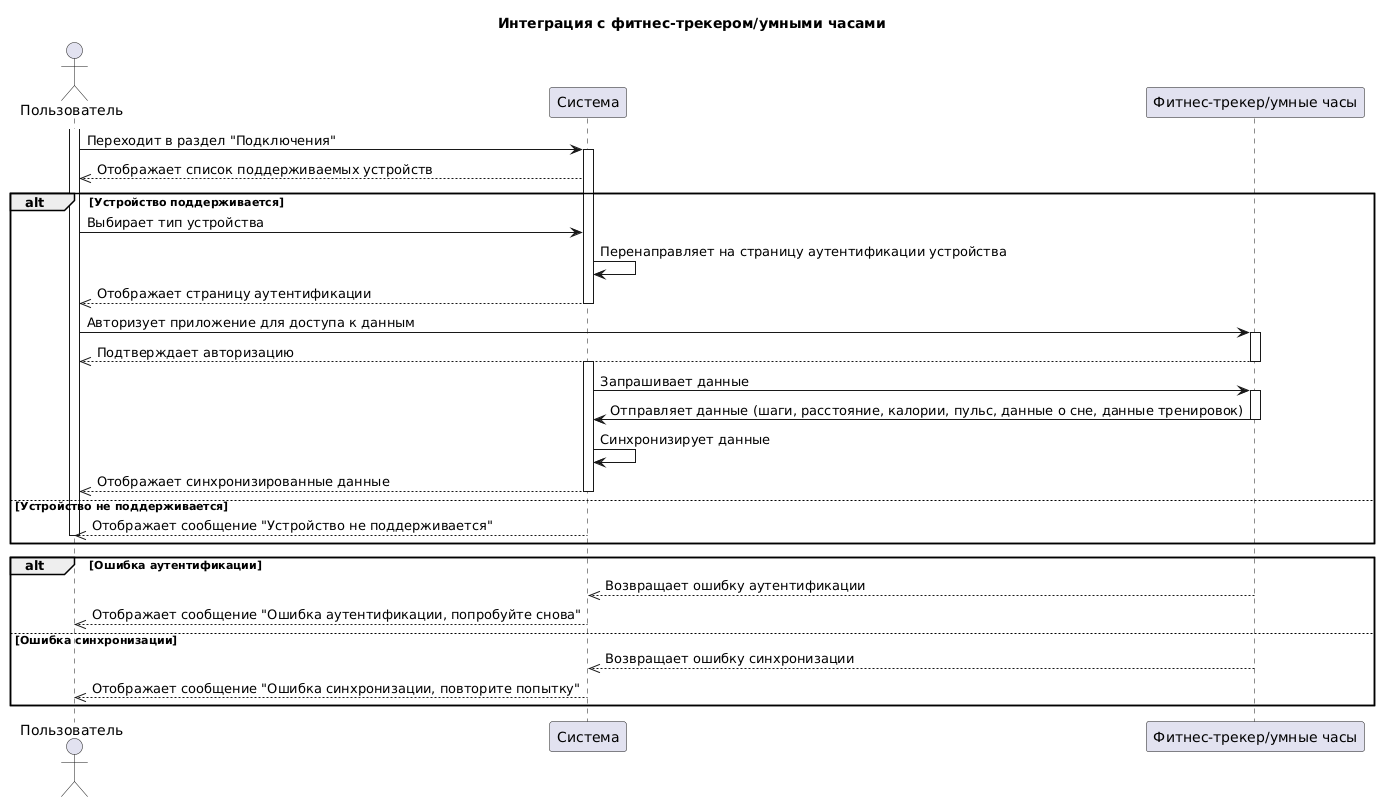 Интеграция с фитнес-трекером/умными часами
Пользователь
Система
Фитнес-трекер/умные часы
Переходит в раздел "Подключения"
Отображает список поддерживаемых устройств
alt
[Устройство поддерживается]
Выбирает тип устройства
Перенаправляет на страницу аутентификации устройства
Отображает страницу аутентификации
Авторизует приложение для доступа к данным
Подтверждает авторизацию
Запрашивает данные
Отправляет данные (шаги, расстояние, калории, пульс, данные о сне, данные тренировок)
Синхронизирует данные
Отображает синхронизированные данные
[Устройство не поддерживается]
Отображает сообщение "Устройство не поддерживается"
alt
[Ошибка аутентификации]
Возвращает ошибку аутентификации
Отображает сообщение "Ошибка аутентификации, попробуйте снова"
[Ошибка синхронизации]
Возвращает ошибку синхронизации
Отображает сообщение "Ошибка синхронизации, повторите попытку"
Пользователь
Система
Фитнес-трекер/умные часы